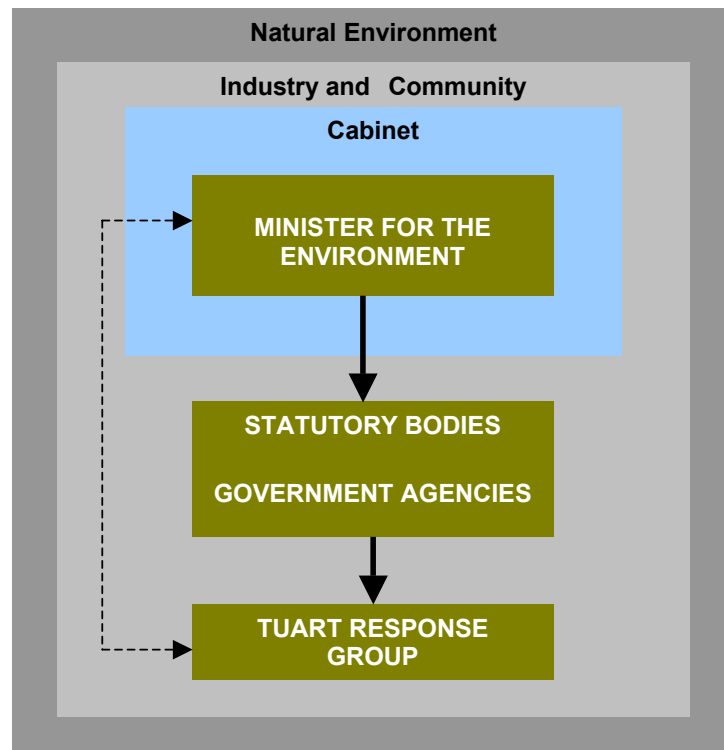 Natural Environment
Industry and Community
Cabinet
MINISTER FOR THE
ENVIRONMENT
STATUTORY BODIES
GOVERNMENT AGENCIES
TUART RESPONSE
GROUP